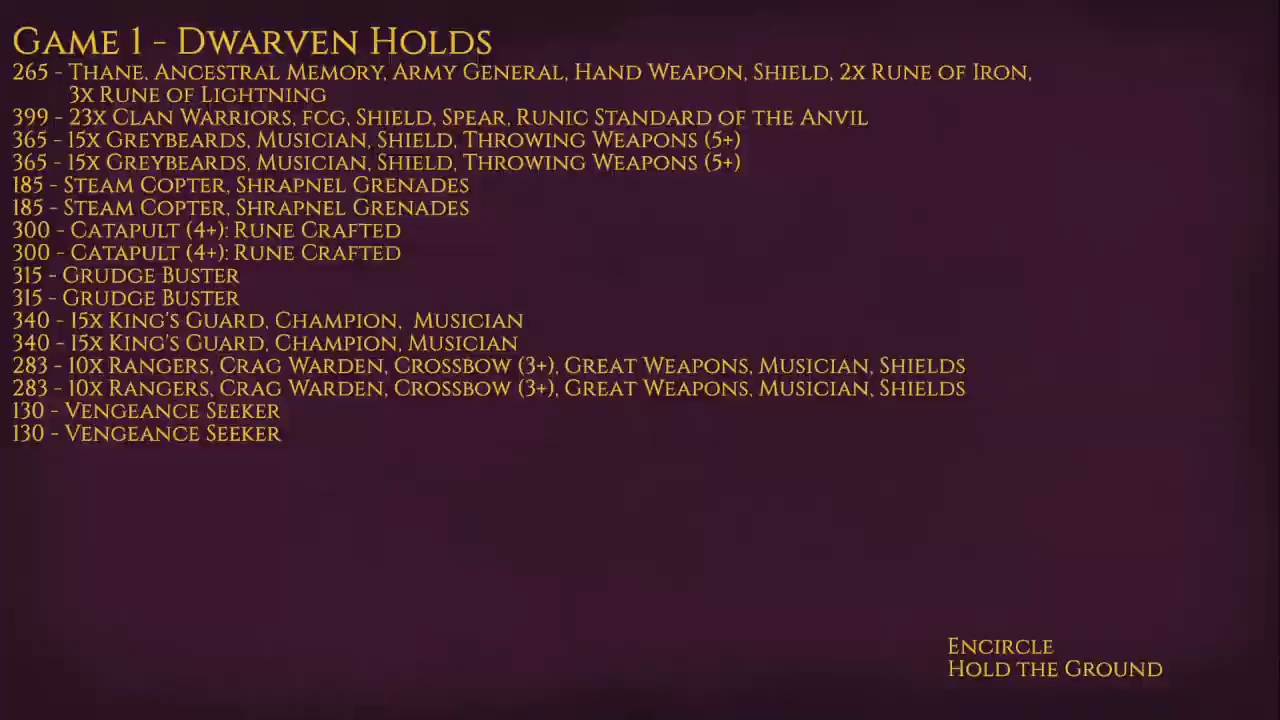 Game 1 - Dwarven Holds
265 - Thane. Ancestral Memory, Army General, Hand Weapon, Shield, 2x Rune of Iron,
3x Rune of Lightning
399 - 23x Clan Warriors, fcg, Shield, Spear, Runic Standard of the Anvil
365 - 15x Greybeards, Musician, Shield, Throwing Weapons (5+)
365 - 15x Greybeards, Musician, Shield, Throwing Weapons (5+)
185 - Steam Copter, Shrapnel Grenades
185 - Steam Copter, Shrapnel Grenades
300 - Catapult (4+): Rune Crafted
300 - Catapult (4+): Rune Crafted
315 - Grudge Buster
315 - Grudge Buster
340 - 15x King's Guard, Champion, Musician
340 - 15x King's Guard, Champion, Musician
283 - 10x Rangers, Crag Warden, Crossbow (3+), Great Weapons, Musician, Shields
283 - 10x Rangers, Crag Warden, Crossbow (3+), Great Weapons, Musician, Shields
130 - Vengeance Seeker
130 - Vengeance Seeker
Encircle
Hold the Ground